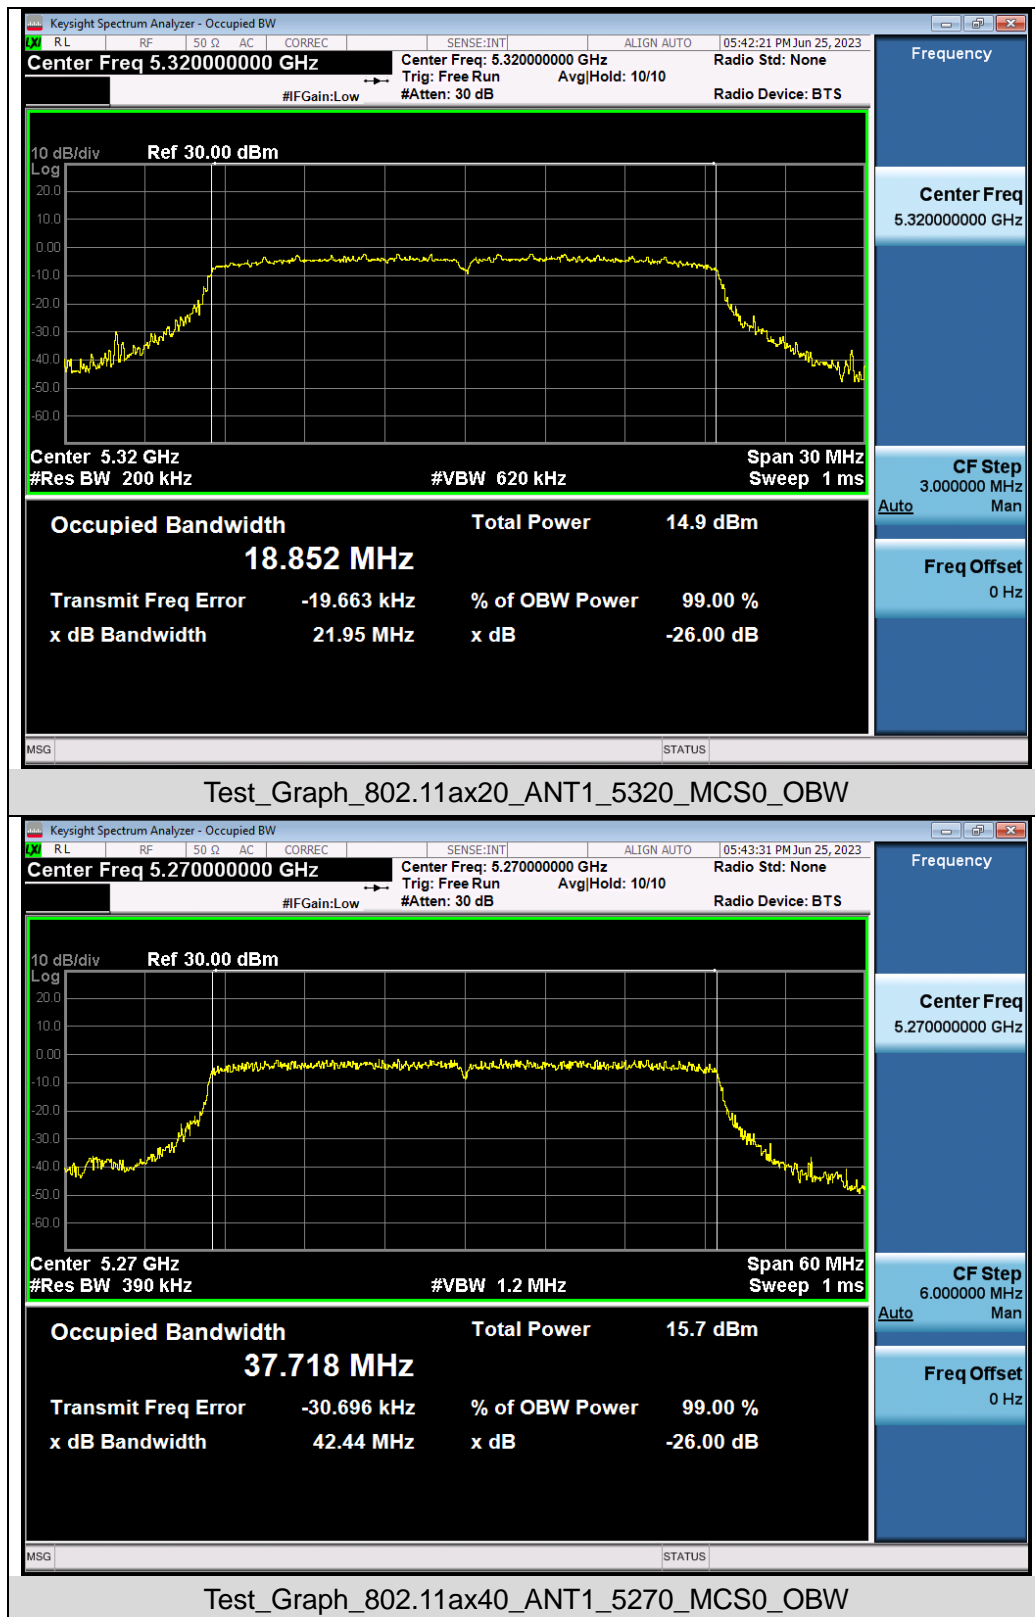 Keysight Spectrum Analyzer - Occupied BW
LXI RL RF 50 Ω AC CORREC SENSE:INT ALIGN AUTO 05:42:21 PM Jun 25, 2023
Center Freq 5.320000000 GHz
Center Freq: 5.320000000 GHz Radio Std: None
Trig: Free Run Avg|Hold: 10/10
#IFGain:Low #Atten: 30 dB Radio Device: BTS
10 dB/div Ref 30.00 dBm
Log
20.0
10.0
0.00
-10.0
-20.0
-30.0
-40.0
-50.0
-60.0
Center 5.32 GHz Span 30 MHz
#Res BW 200 kHz #VBW 620 kHz Sweep 1 ms
Occupied Bandwidth Total Power 14.9 dBm
18.852 MHz
Transmit Freq Error -19.663 kHz % of OBW Power 99.00 %
x dB Bandwidth 21.95 MHz x dB -26.00 dB
MSG STATUS
Frequency
Center Freq
5.320000000 GHz
CF Step
3.000000 MHz
Auto Man
Freq Offset
0 Hz
Test_Graph_802.11ax20_ANT1_5320_MCS0_OBW
Keysight Spectrum Analyzer - Occupied BW
LXI RL RF 50 Ω AC CORREC SENSE:INT ALIGN AUTO 05:43:31 PM Jun 25, 2023
Center Freq 5.270000000 GHz
Center Freq: 5.270000000 GHz Radio Std: None
Trig: Free Run Avg|Hold: 10/10
#IFGain:Low #Atten: 30 dB Radio Device: BTS
10 dB/div Ref 30.00 dBm
Log
20.0
10.0
0.00
-10.0
-20.0
-30.0
-40.0
-50.0
-60.0
Center 5.27 GHz Span 60 MHz
#Res BW 390 kHz #VBW 1.2 MHz Sweep 1 ms
Occupied Bandwidth Total Power 15.7 dBm
37.718 MHz
Transmit Freq Error -30.696 kHz % of OBW Power 99.00 %
x dB Bandwidth 42.44 MHz x dB -26.00 dB
MSG STATUS
Frequency
Center Freq
5.270000000 GHz
CF Step
6.000000 MHz
Auto Man
Freq Offset
0 Hz
Test_Graph_802.11ax40_ANT1_5270_MCS0_OBW